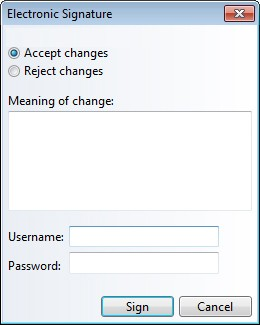 Electronic Signature
Accept changes
Reject changes
Meaning of change:
Username:
Password:
Sign Cancel